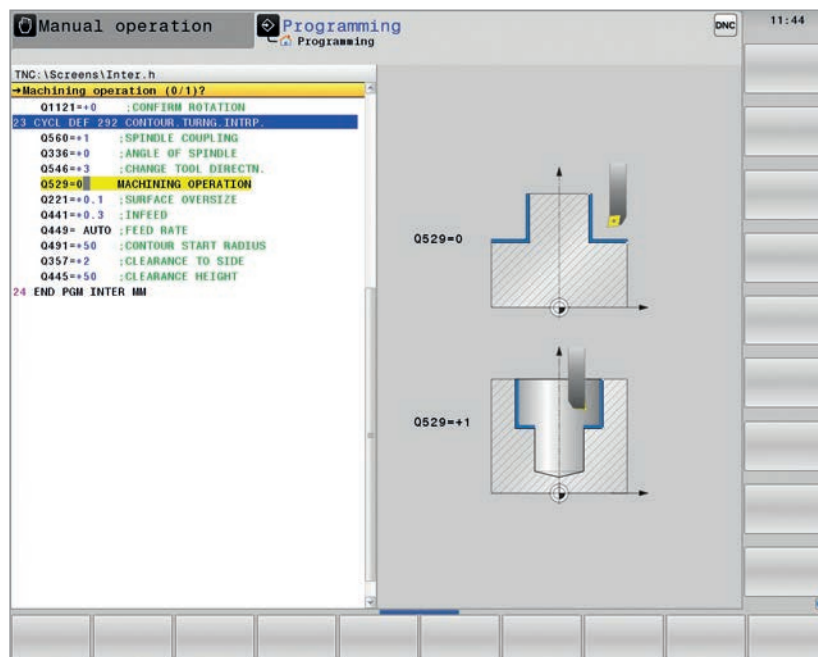 Manual operation
Programming
Programming
DNC
11:44
TNC:\Screens\Inter.h
→Machining operation (0/1)?
Q1121=+0 ;CONFIRM ROTATION
23 CYCL DEF 292 CONTOUR.TURNG.INTRP.
Q560=+1 ;SPINDLE COUPLING
Q336=+0 ;ANGLE OF SPINDLE
Q546=+3 ;CHANGE TOOL DIRECTN.
Q529=0 MACHINING OPERATION
Q221=+0.1 ;SURFACE OVERSIZE
Q441=+0.3 ;INFEED
Q449= AUTO ;FEED RATE
Q491=+50 ;CONTOUR START RADIUS
Q357=+2 ;CLEARANCE TO SIDE
Q445=+50 ;CLEARANCE HEIGHT
24 END PGM INTER MM
Q529=0
Q529=+1